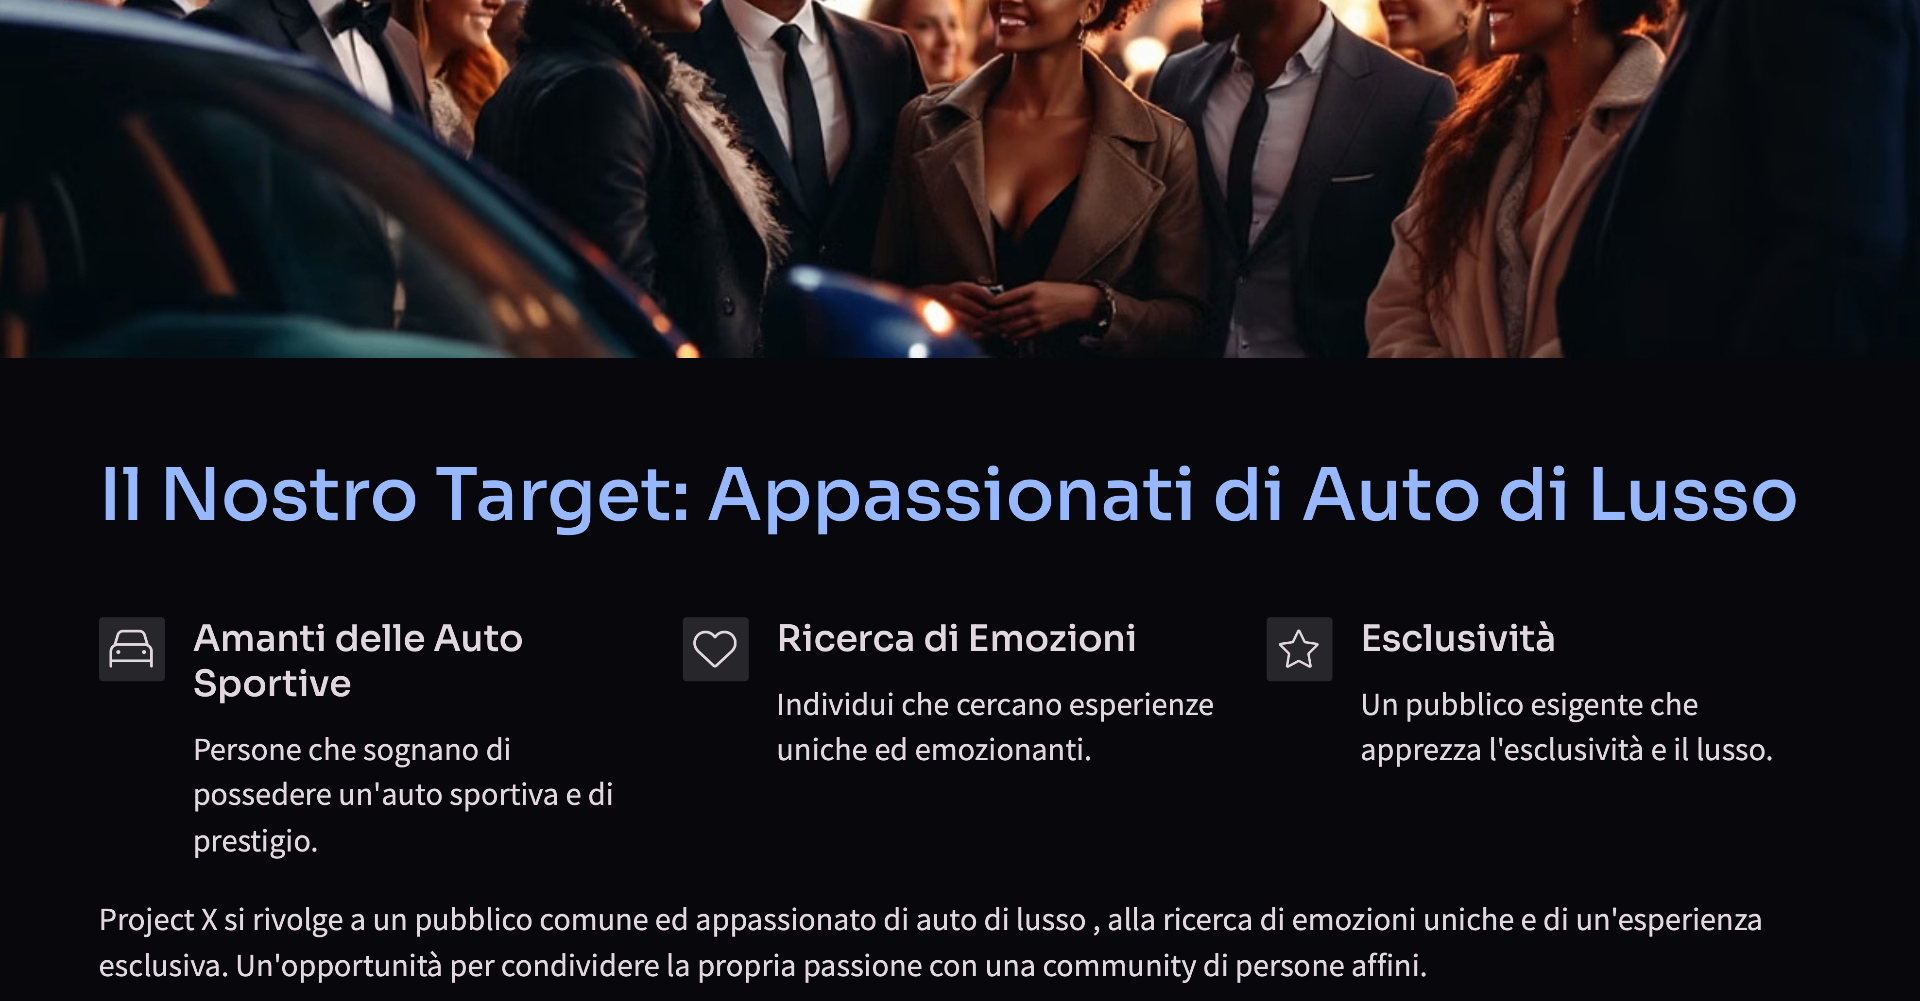 Il Nostro Target: Appassionati di Auto di Lusso
Amanti delle Auto
Sportive
Persone che sognano di
possedere un'auto sportiva e di
prestigio.
Ricerca di Emozioni
Individui che cercano esperienze
uniche ed emozionanti.
Esclusività
Un pubblico esigente che
apprezza l'esclusività e il lusso.
Project X si rivolge a un pubblico comune ed appassionato di auto di lusso , alla ricerca di emozioni uniche e di un'esperienza
esclusiva. Un'opportunità per condividere la propria passione con una community di persone affini.